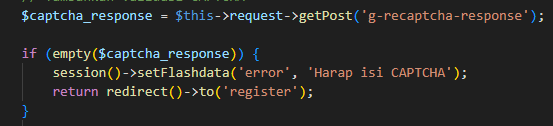 $captcha_response = $this->request->getPost('g-recaptcha-response');
if (empty($captcha_response)) {
session()->setFlashdata('error', 'Harap isi CAPTCHA');
return redirect()->to('register');
}